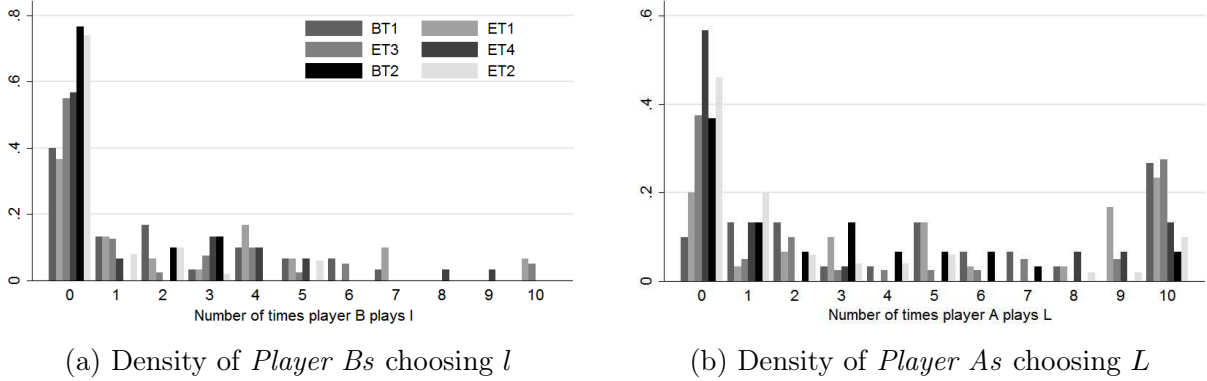 .8
.6
.4
.2
0
BT1 ET1
ET3 ET4
BT2 ET2
0 1 2 3 4 5 6 7 8 9 10
Number of times player B plays l
(a) Density of Player Bs choosing l
.6
.4
.2
0
0 1 2 3 4 5 6 7 8 9 10
Number of times player A plays L
(b) Density of Player As choosing L